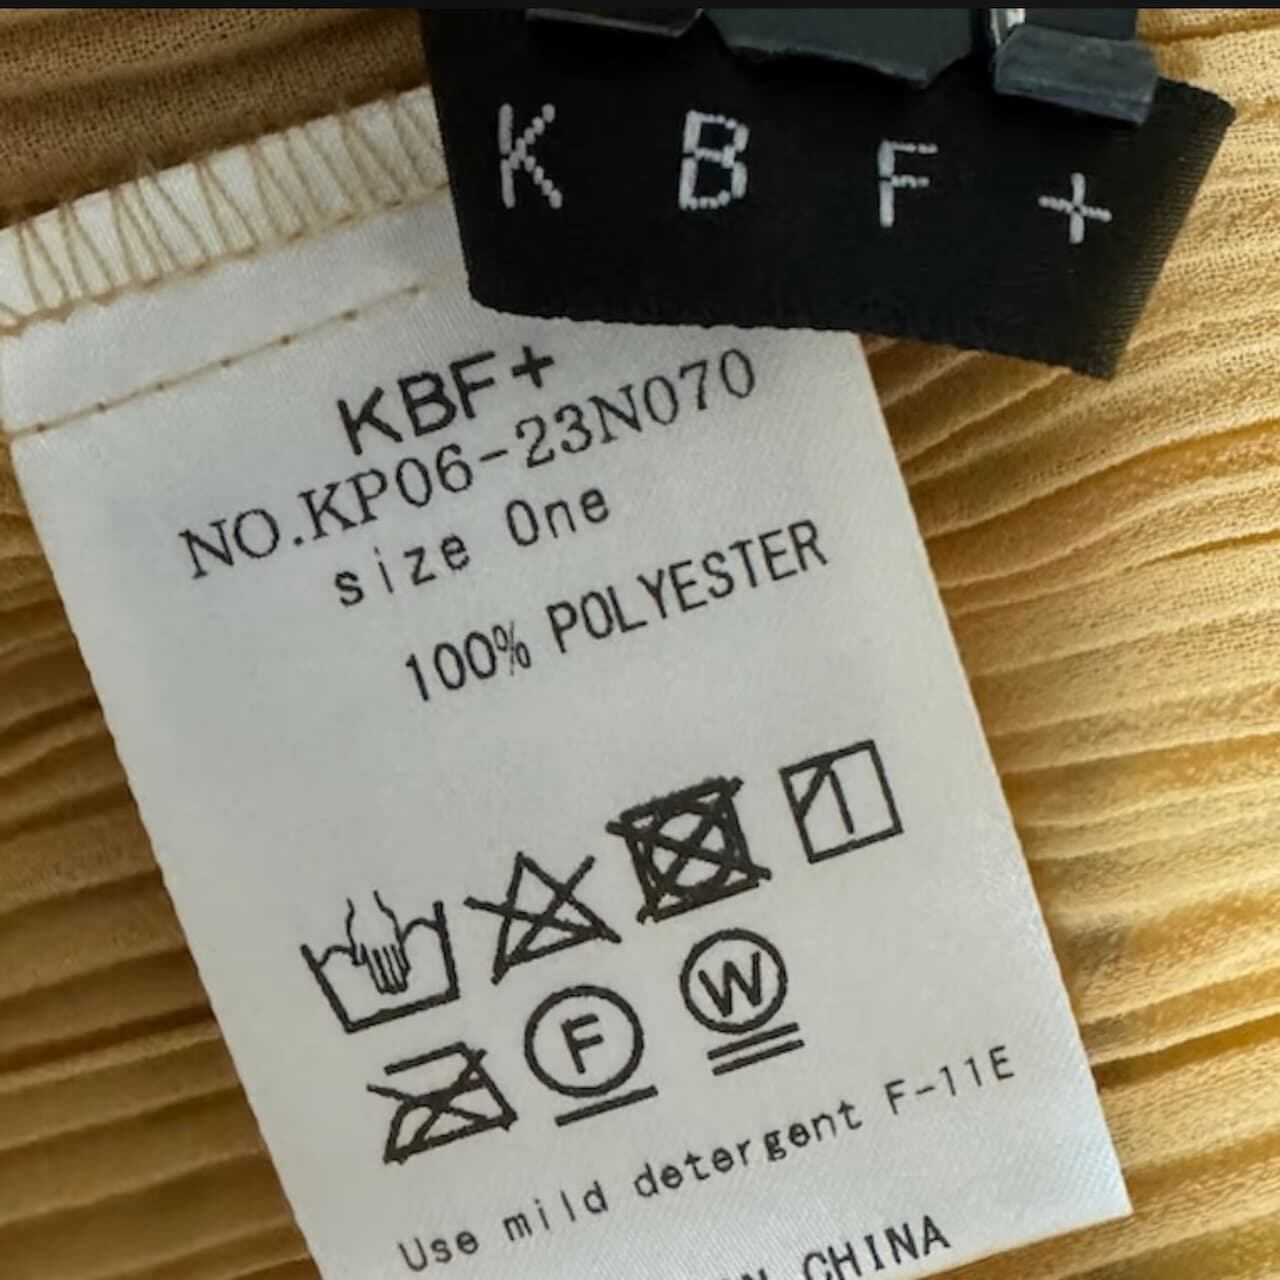 K B F +
KBF+
NO.KP06-23N070
size One
100% POLYESTER
F W
Use mild detergent F-11E
CHINA